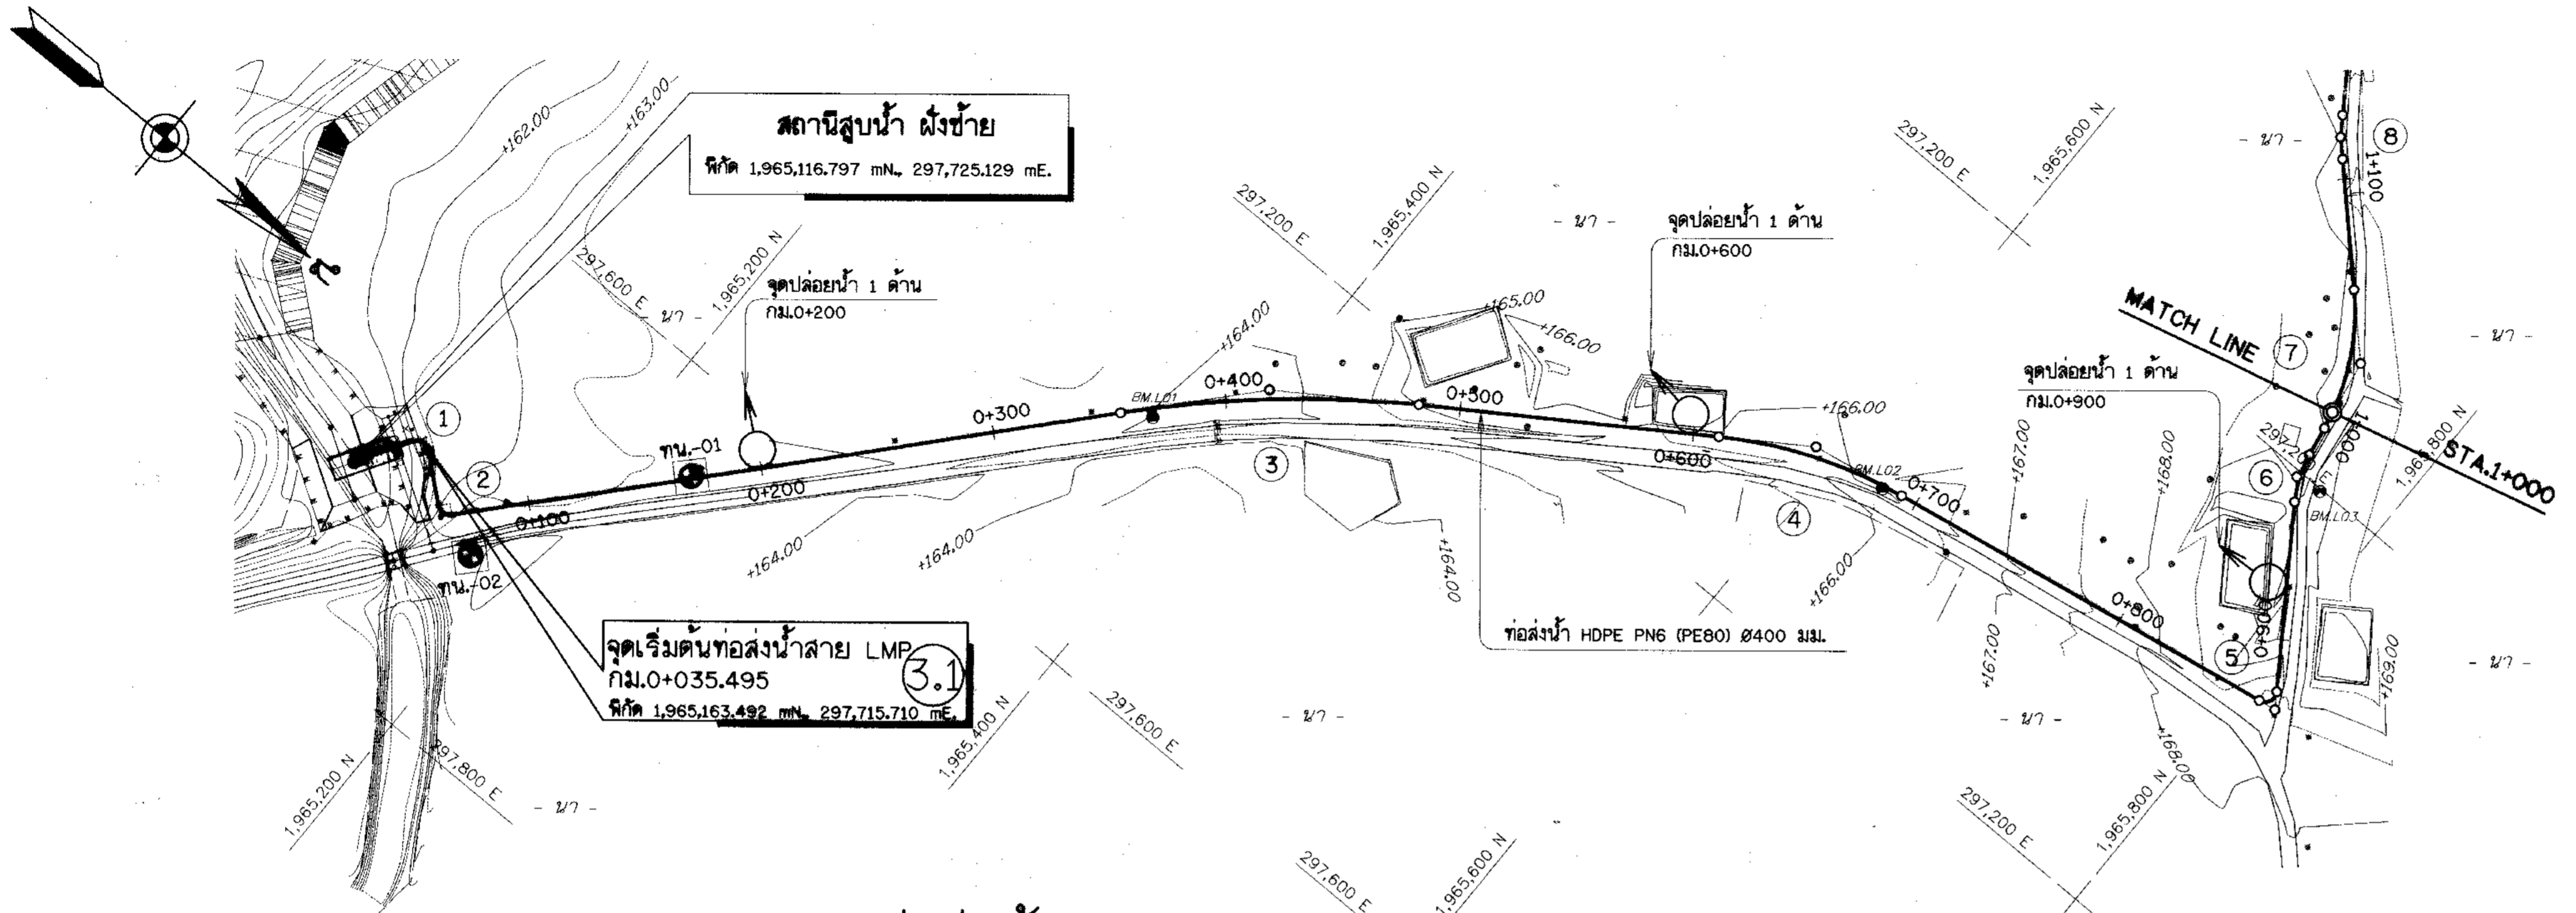 สถานีสูบน้ำ ฝั่งซ้าย
พิกัด 1,965,116.797 mN., 297,725.129 mE.
+162.00
+163.00
297,600 E
1,965,200 N
- นา -
จุดปล่อยน้ำ 1 ด้าน
กม.0+200
297,200 E
1,965,400 N
- นา -
จุดปล่อยน้ำ 1 ด้าน
กม.0+600
297,200 E
1,965,600 N
- นา -
8
1+100
MATCH LINE
7
- นา -
จุดปล่อยน้ำ 1 ด้าน
กม.0+900
STA.1+000
1+000
297,200 E
1,965,800 N
BM.L03
6
1
2
ทน.-01
ทน.-02
0+100
0+200
0+300
BM.L01
0+400
+164.00
+165.00
+166.00
0+500
3
0+600
+166.00
BM.L02
0+700
4
+167.00
+168.00
0+800
0+900
5
+169.00
- นา -
+164.00
+164.00
+164.00
+166.00
+167.00
+168.00
- นา -
จุดเริ่มต้นท่อส่งน้ำสาย LMP
กม.0+035.495
พิกัด 1,965,163.492 mN., 297,715.710 mE.
3.1
ท่อส่งน้ำ HDPE PN6 (PE80) Ø400 มม.
1,965,400 N
297,600 E
- นา -
1,965,200 N
297,800 E
- นา -
297,600 E
1,965,600 N
297,200 E
1,965,800 N